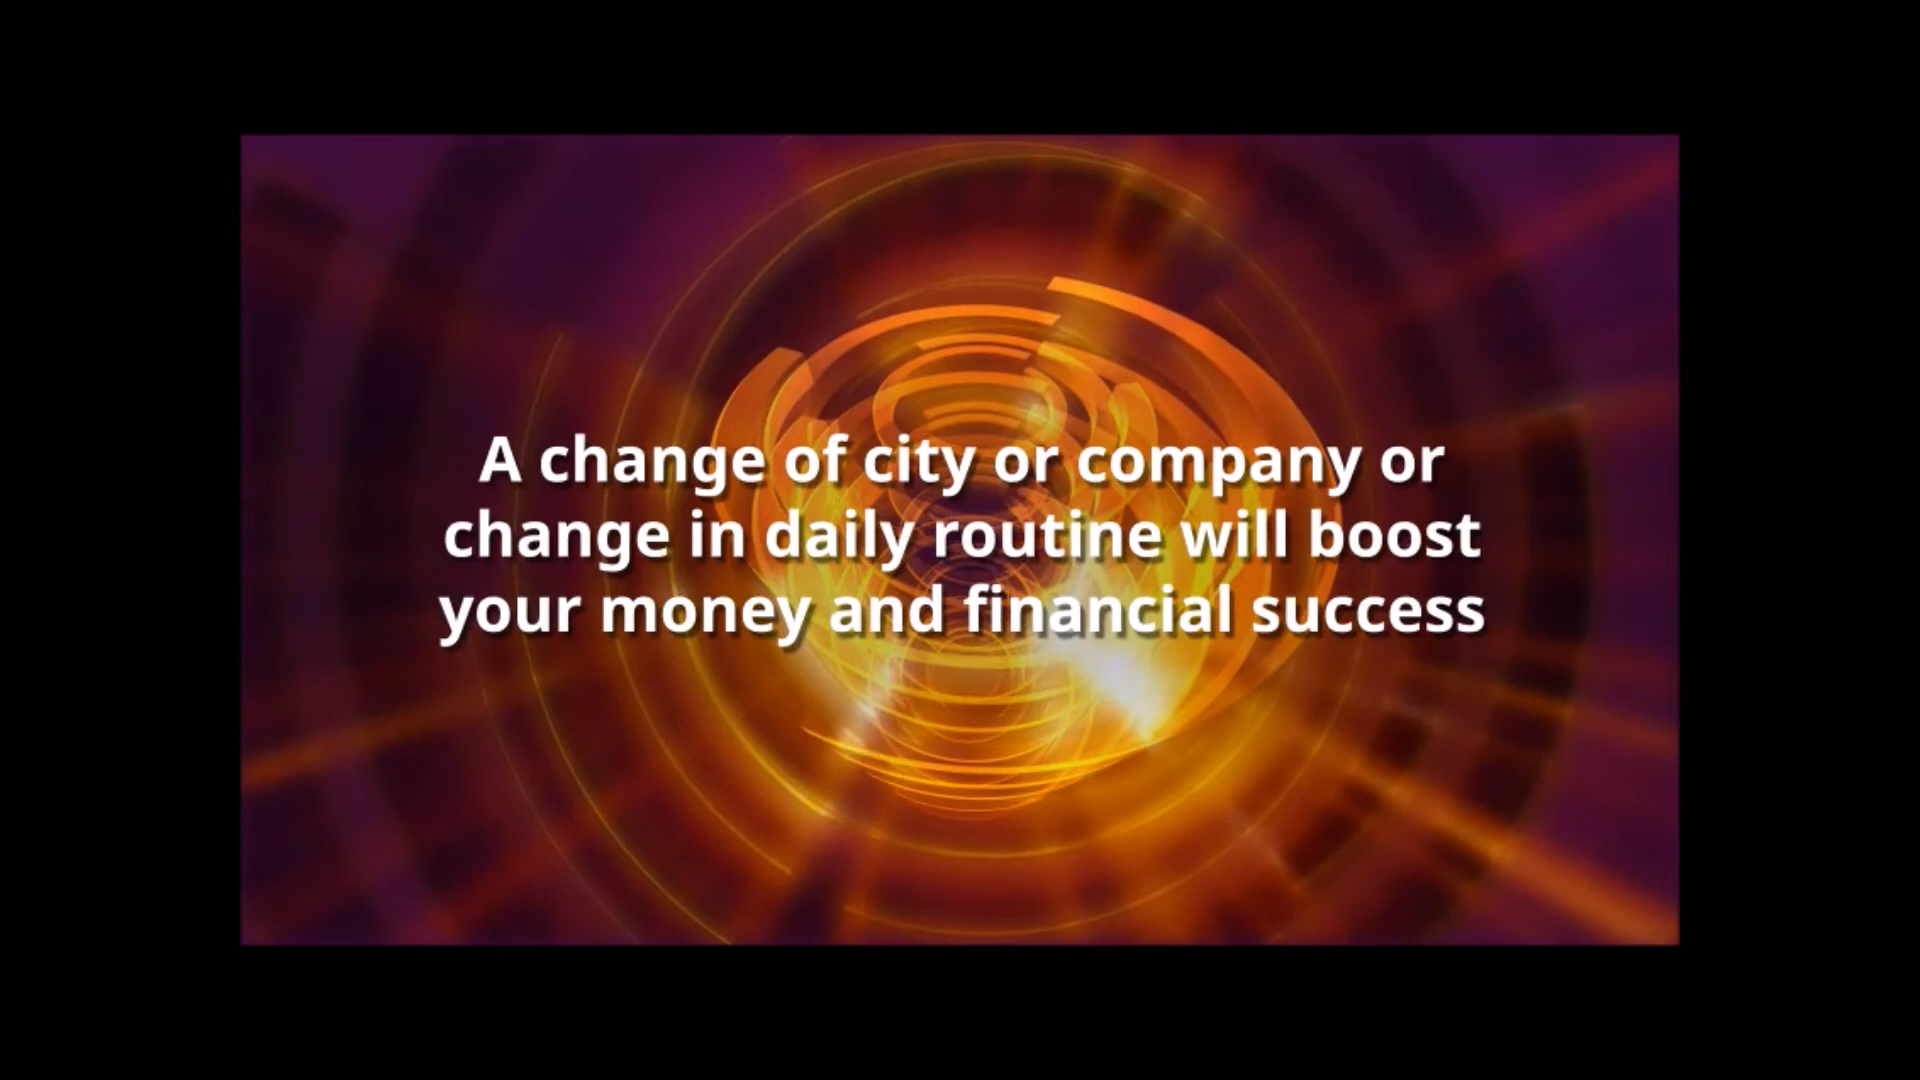 A change of city or company or
change in daily routine will boost
your money and financial success